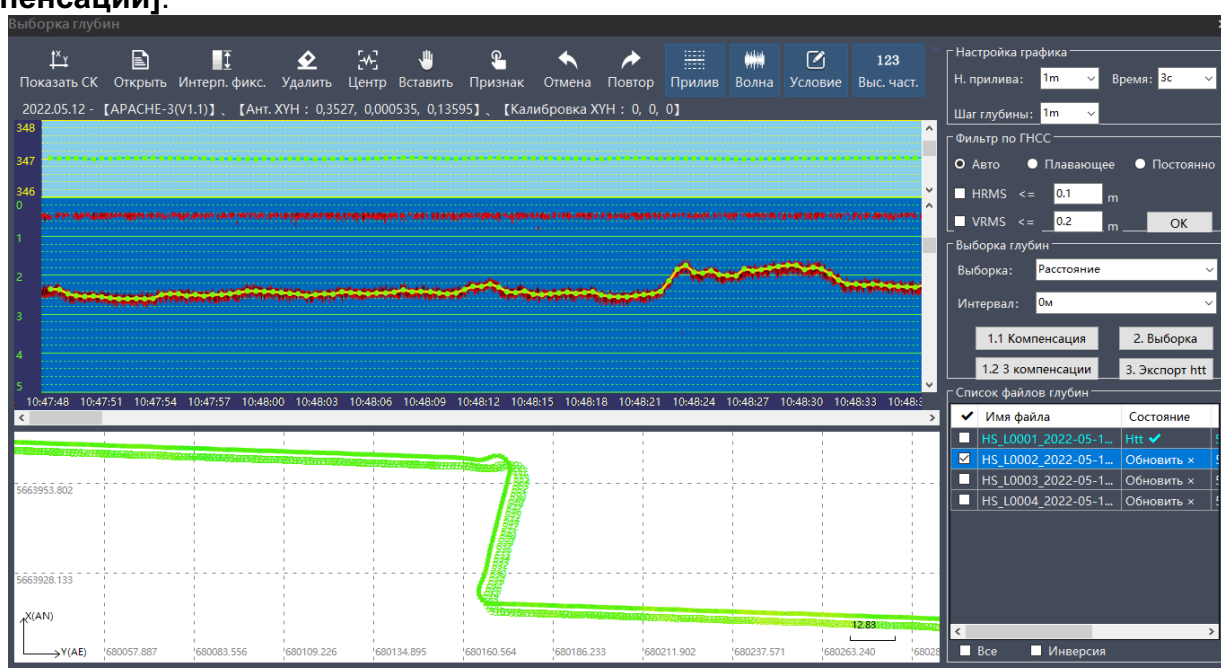 пенсации].
Выборка глубин
Показать СК Открыть Интерп. фикс. Удалить Центр Вставить Признак Отмена Повтор Прилив Волна Условие 123 Выс. част.
2022.05.12 - 【APACHE-3(V1.1)】、【Ант. XYH : 0,3527, 0,000535, 0,13595】、【Калибровка XYH : 0, 0, 0】
348
347
346
0
1
2
3
4
5
10:47:48 10:47:51 10:47:54 10:47:57 10:48:00 10:48:03 10:48:06 10:48:09 10:48:12 10:48:15 10:48:18 10:48:21 10:48:24 10:48:27 10:48:30 10:48:33
5663953.802
5663928.133
X(AN)
12.83
Y(AE) 680057.887 680083.556 680109.226 680134.895 680160.564 680186.233 680211.902 680237.571 680263.240
Настройка графика
Н. прилива: 1m Время: 3с
Шаг глубины: 1m
Фильтр по ГНСС
Авто Плавающее Постоянно
HRMS <= 0.1 m
VRMS <= 0.2 m OK
Выборка глубин
Выборка: Расстояние
Интервал: 0м
1.1 Компенсация 2. Выборка
1.2 3 компенсации 3. Экспорт htt
Список файлов глубин
Имя файла Состояние
HS_L0001_2022-05-1... Htt ✔
HS_L0002_2022-05-1... Обновить ×
HS_L0003_2022-05-1... Обновить ×
HS_L0004_2022-05-1... Обновить ×
Все Инверсия